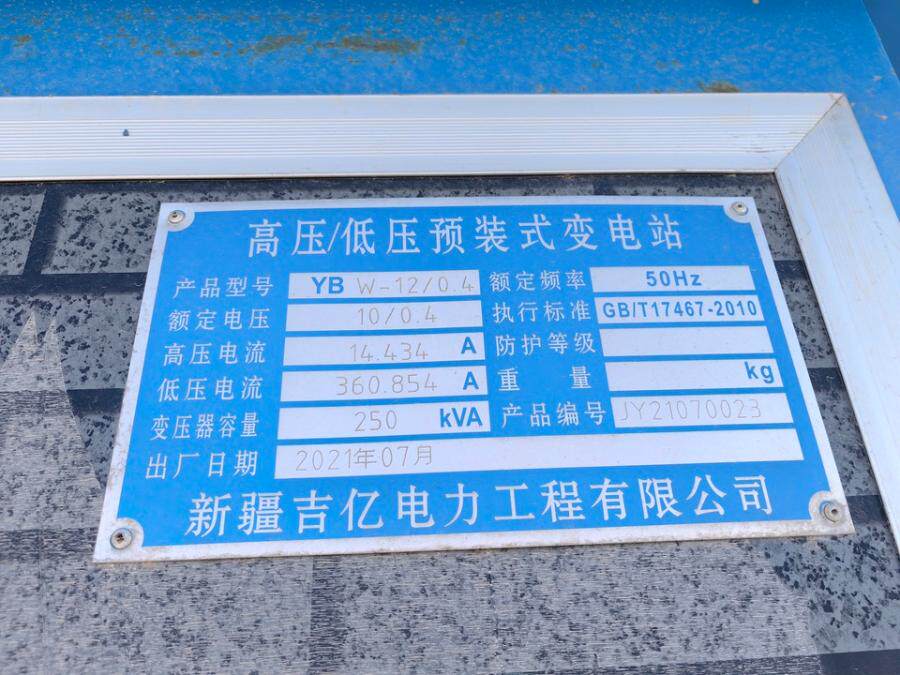 高压/低压预装式变电站
产品型号 YB W-12/0.4 额定频率 50Hz
额定电压 10/0.4 执行标准 GB/T17467-2010
高压电流 14.434 A 防护等级
低压电流 360.854 A 重量 kg
变压器容量 250 kVA 产品编号 JY21070023
出厂日期 2021年07月
新疆吉亿电力工程有限公司